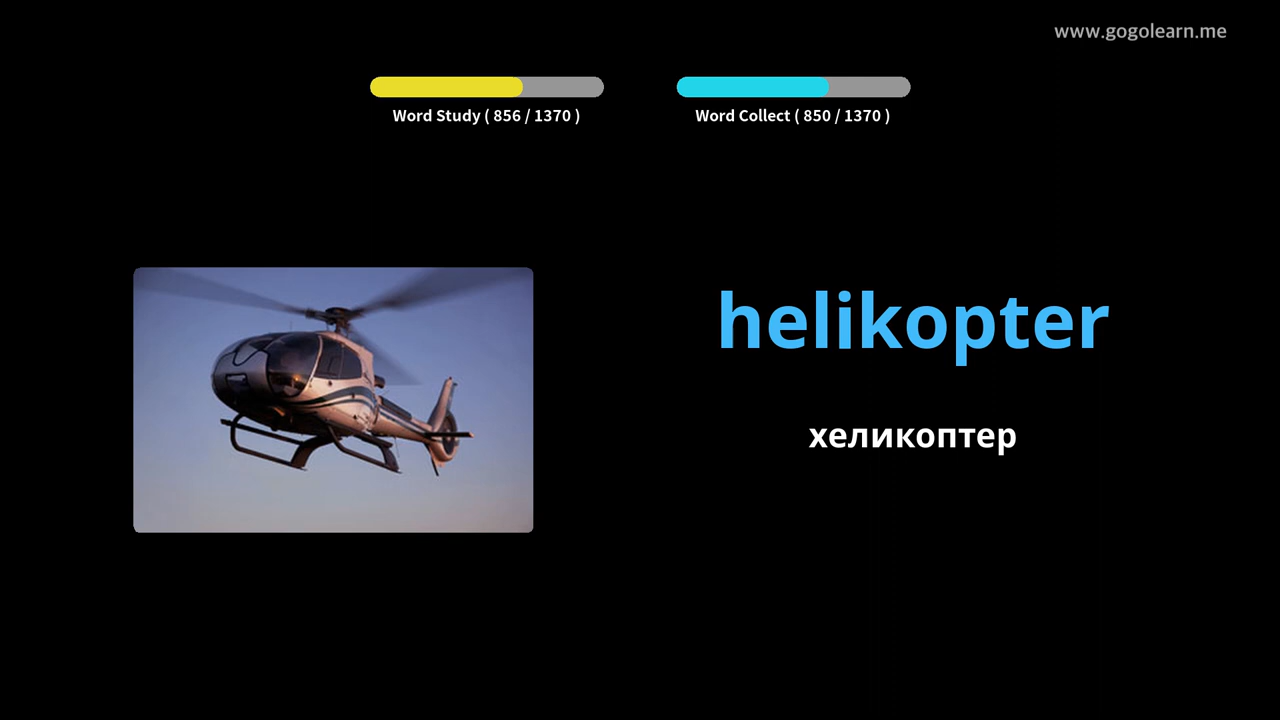 www.gogolearn.me
Word Study ( 856 / 1370 )
Word Collect ( 850 / 1370 )
helikopter
хеликоптер